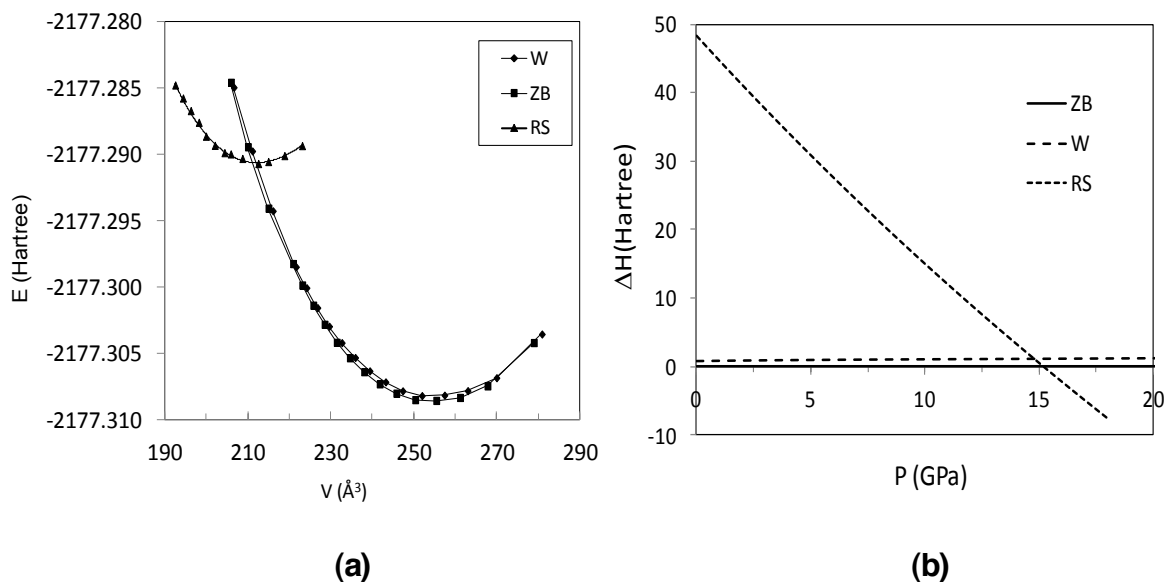 -2177.280
-2177.285
-2177.290
-2177.295
-2177.300
-2177.305
-2177.310
E (Hartree)
190 210 230 250 270 290
V (Å³)
W
ZB
RS
(a)
50
40
30
20
10
0
-10
ΔH(Hartree)
0 5 10 15 20
P (GPa)
ZB
W
RS
(b)